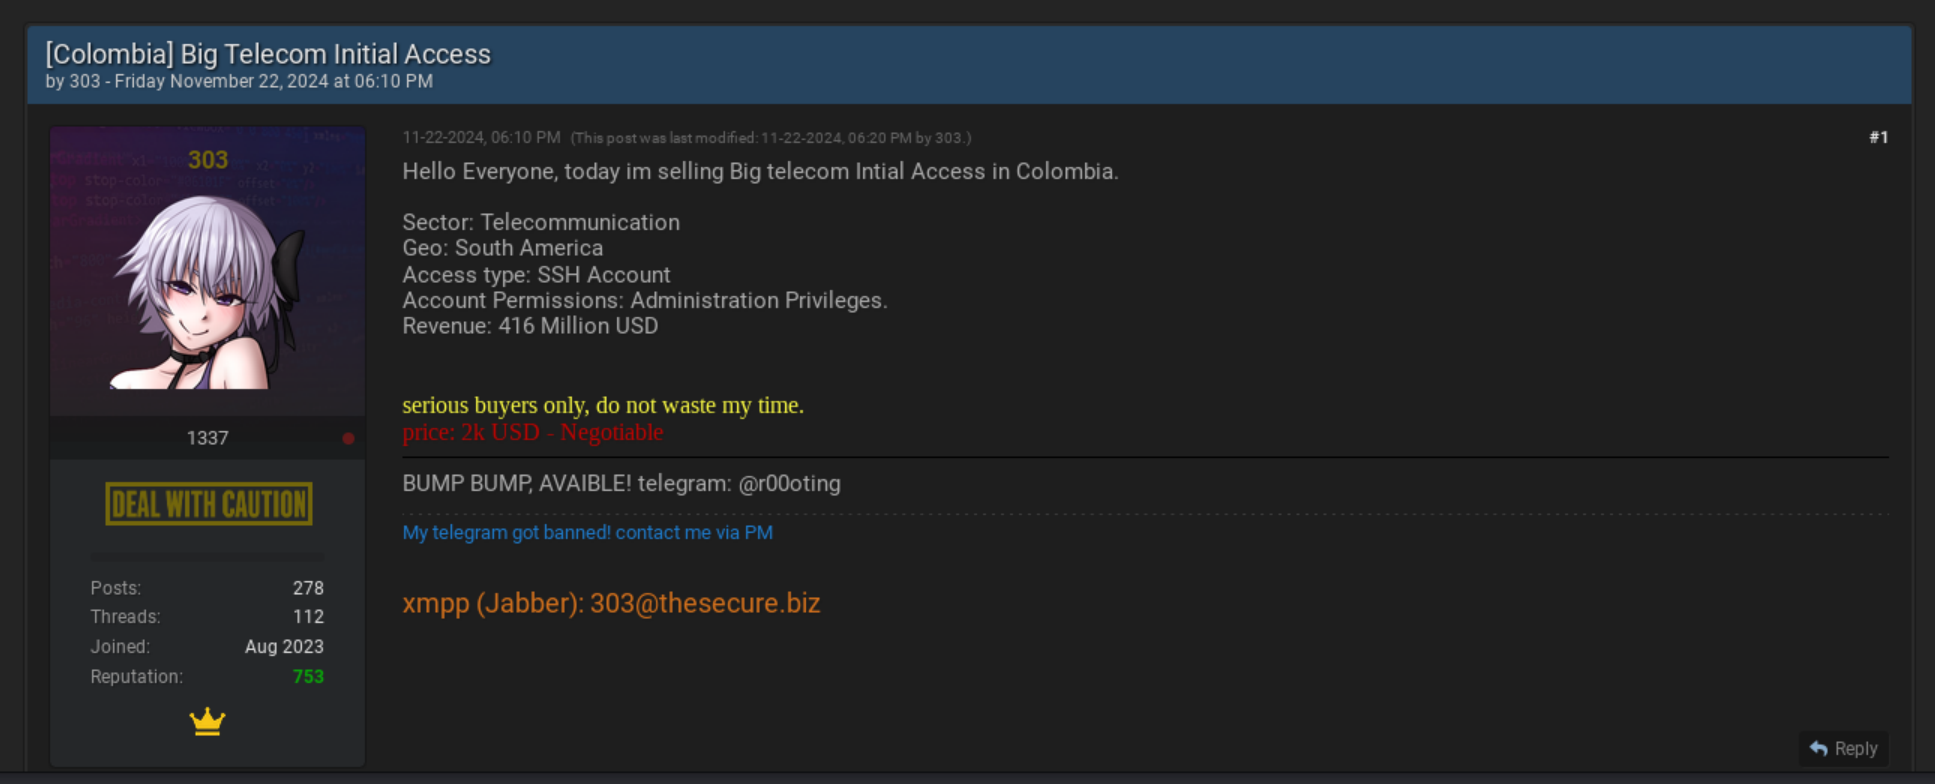 [Colombia] Big Telecom Initial Access
by 303 - Friday November 22, 2024 at 06:10 PM
303
1337
DEAL WITH CAUTION
Posts: 278
Threads: 112
Joined: Aug 2023
Reputation: 753
11-22-2024, 06:10 PM (This post was last modified: 11-22-2024, 06:20 PM by 303.)
#1
Hello Everyone, today im selling Big telecom Intial Access in Colombia.
Sector: Telecommunication
Geo: South America
Access type: SSH Account
Account Permissions: Administration Privileges.
Revenue: 416 Million USD
serious buyers only, do not waste my time.
price: 2k USD - Negotiable
BUMP BUMP, AVAIBLE! telegram: @r00oting
My telegram got banned! contact me via PM
xmpp (Jabber): 303@thesecure.biz
Reply